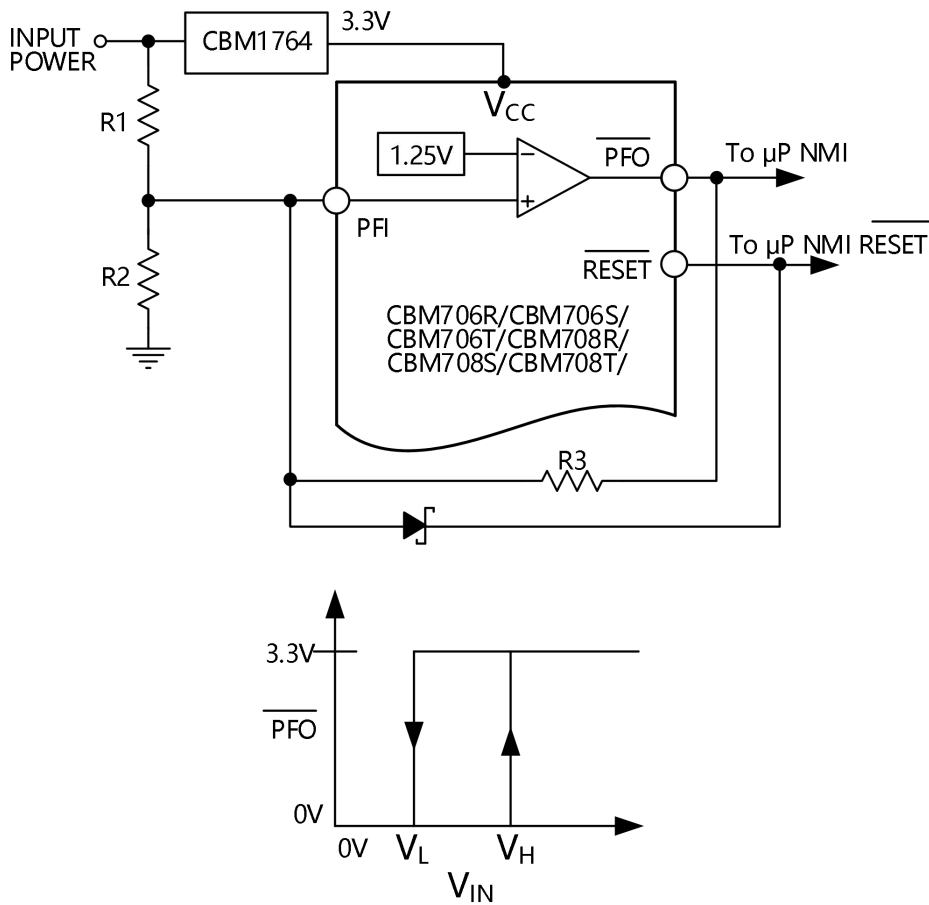 INPUT
POWER
CBM1764
3.3V
R1
VCC
1.25V
−
+
PFO
To µP NMI
PFI
R2
RESET
To µP NMI RESET
CBM706R/CBM706S/
CBM706T/CBM708R/
CBM708S/CBM708T/
R3
3.3V
PFO
0V
0V
VL
VH
VIN